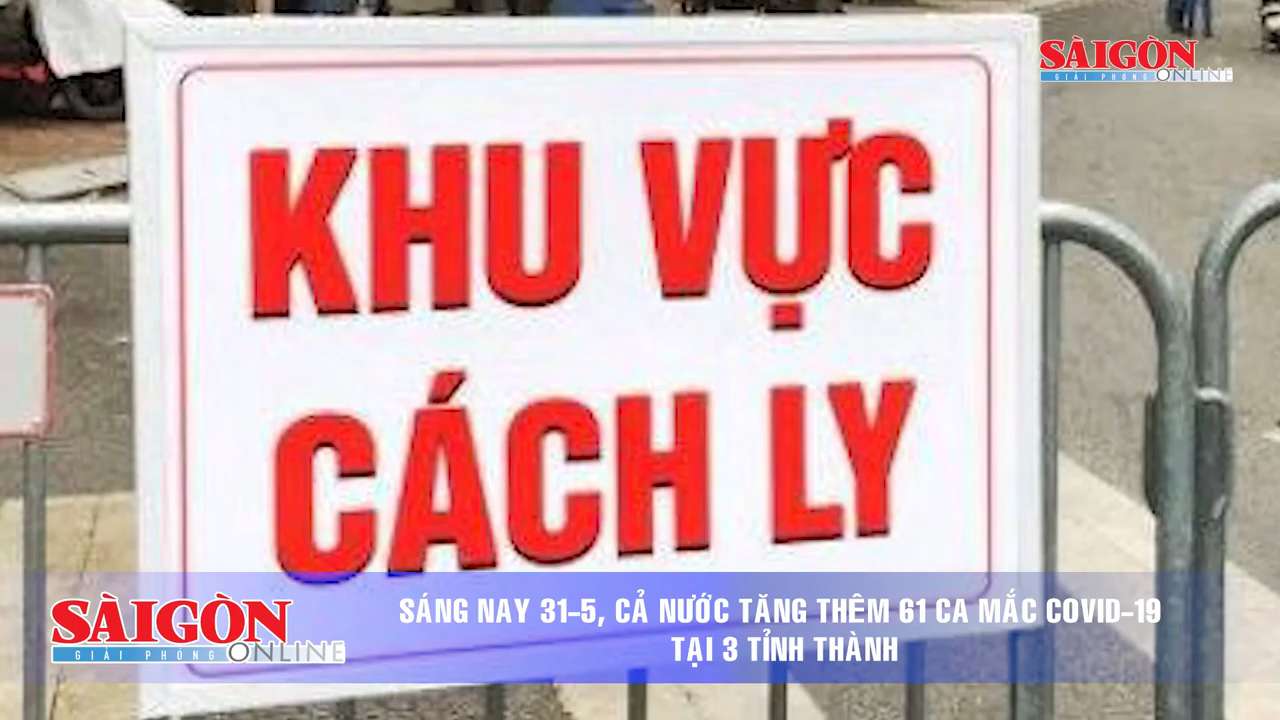 SÀIGÒN
GIẢI PHÓNG ONLINE
KHU VỰC
CÁCH LY
SÀIGÒN
GIẢI PHÓNG ONLINE
SÁNG NAY 31-5, CẢ NƯỚC TĂNG THÊM 61 CA MẮC COVID-19
TẠI 3 TỈNH THÀNH